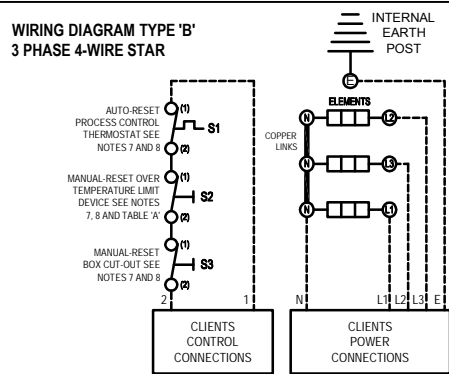 WIRING DIAGRAM TYPE 'B'
3 PHASE 4-WIRE STAR
INTERNAL
EARTH
POST
E
AUTO-RESET
PROCESS CONTROL
THERMOSTAT SEE
NOTES 7 AND 8
(1)
S1
(2)
MANUAL-RESET OVER
TEMPERATURE LIMIT
DEVICE SEE NOTES
7, 8 AND TABLE 'A'
(1)
S2
(2)
MANUAL-RESET
BOX CUT-OUT SEE
NOTES 7 AND 8
(1)
S3
(2)
ELEMENTS
COPPER
LINKS
N L2
N L3
N L1
2 1
N L1 L2 L3 E
CLIENTS
CONTROL
CONNECTIONS
CLIENTS
POWER
CONNECTIONS